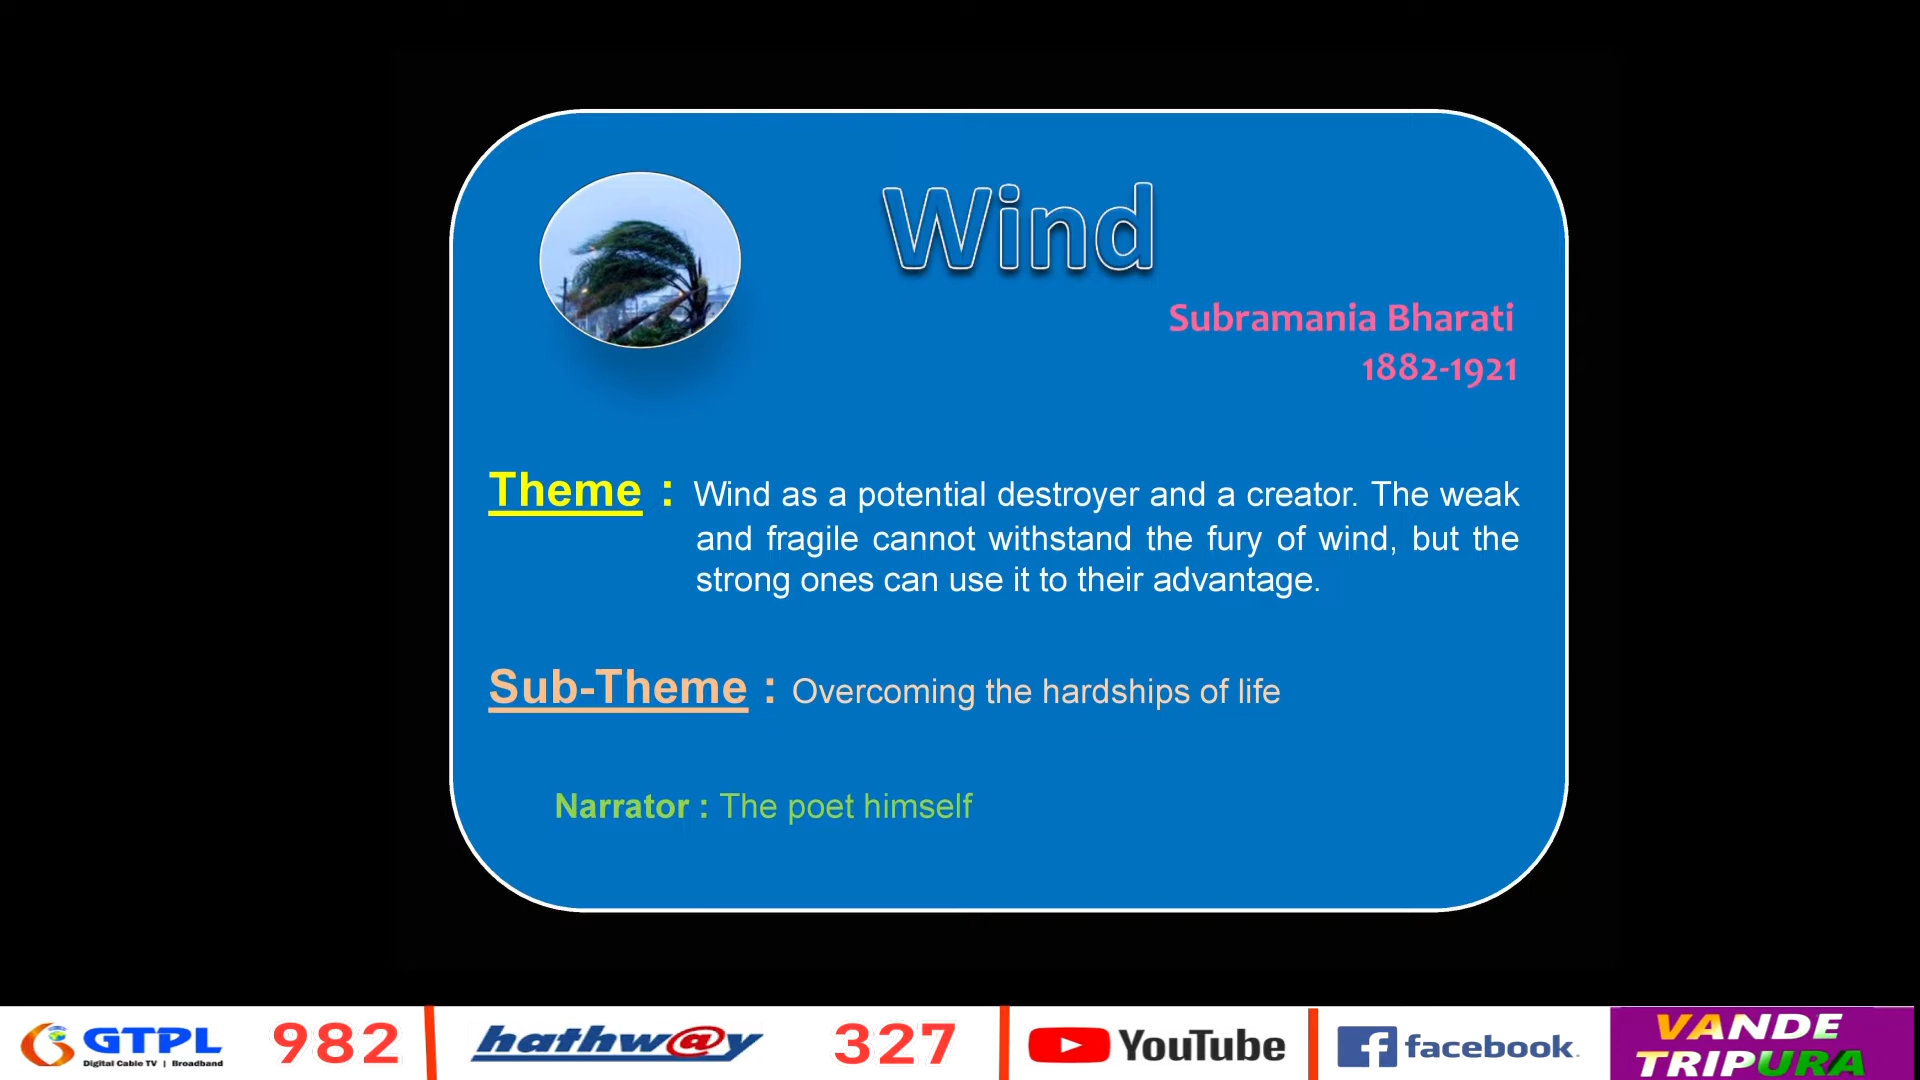 Wind
Subramania Bharati
1882-1921
Theme : Wind as a potential destroyer and a creator. The weak
and fragile cannot withstand the fury of wind, but the
strong ones can use it to their advantage.
Sub-Theme : Overcoming the hardships of life
Narrator : The poet himself
GTPL
Digital Cable TV | Broadband
982
hathw@y
327
YouTube
facebook.
VANDE
TRIPURA